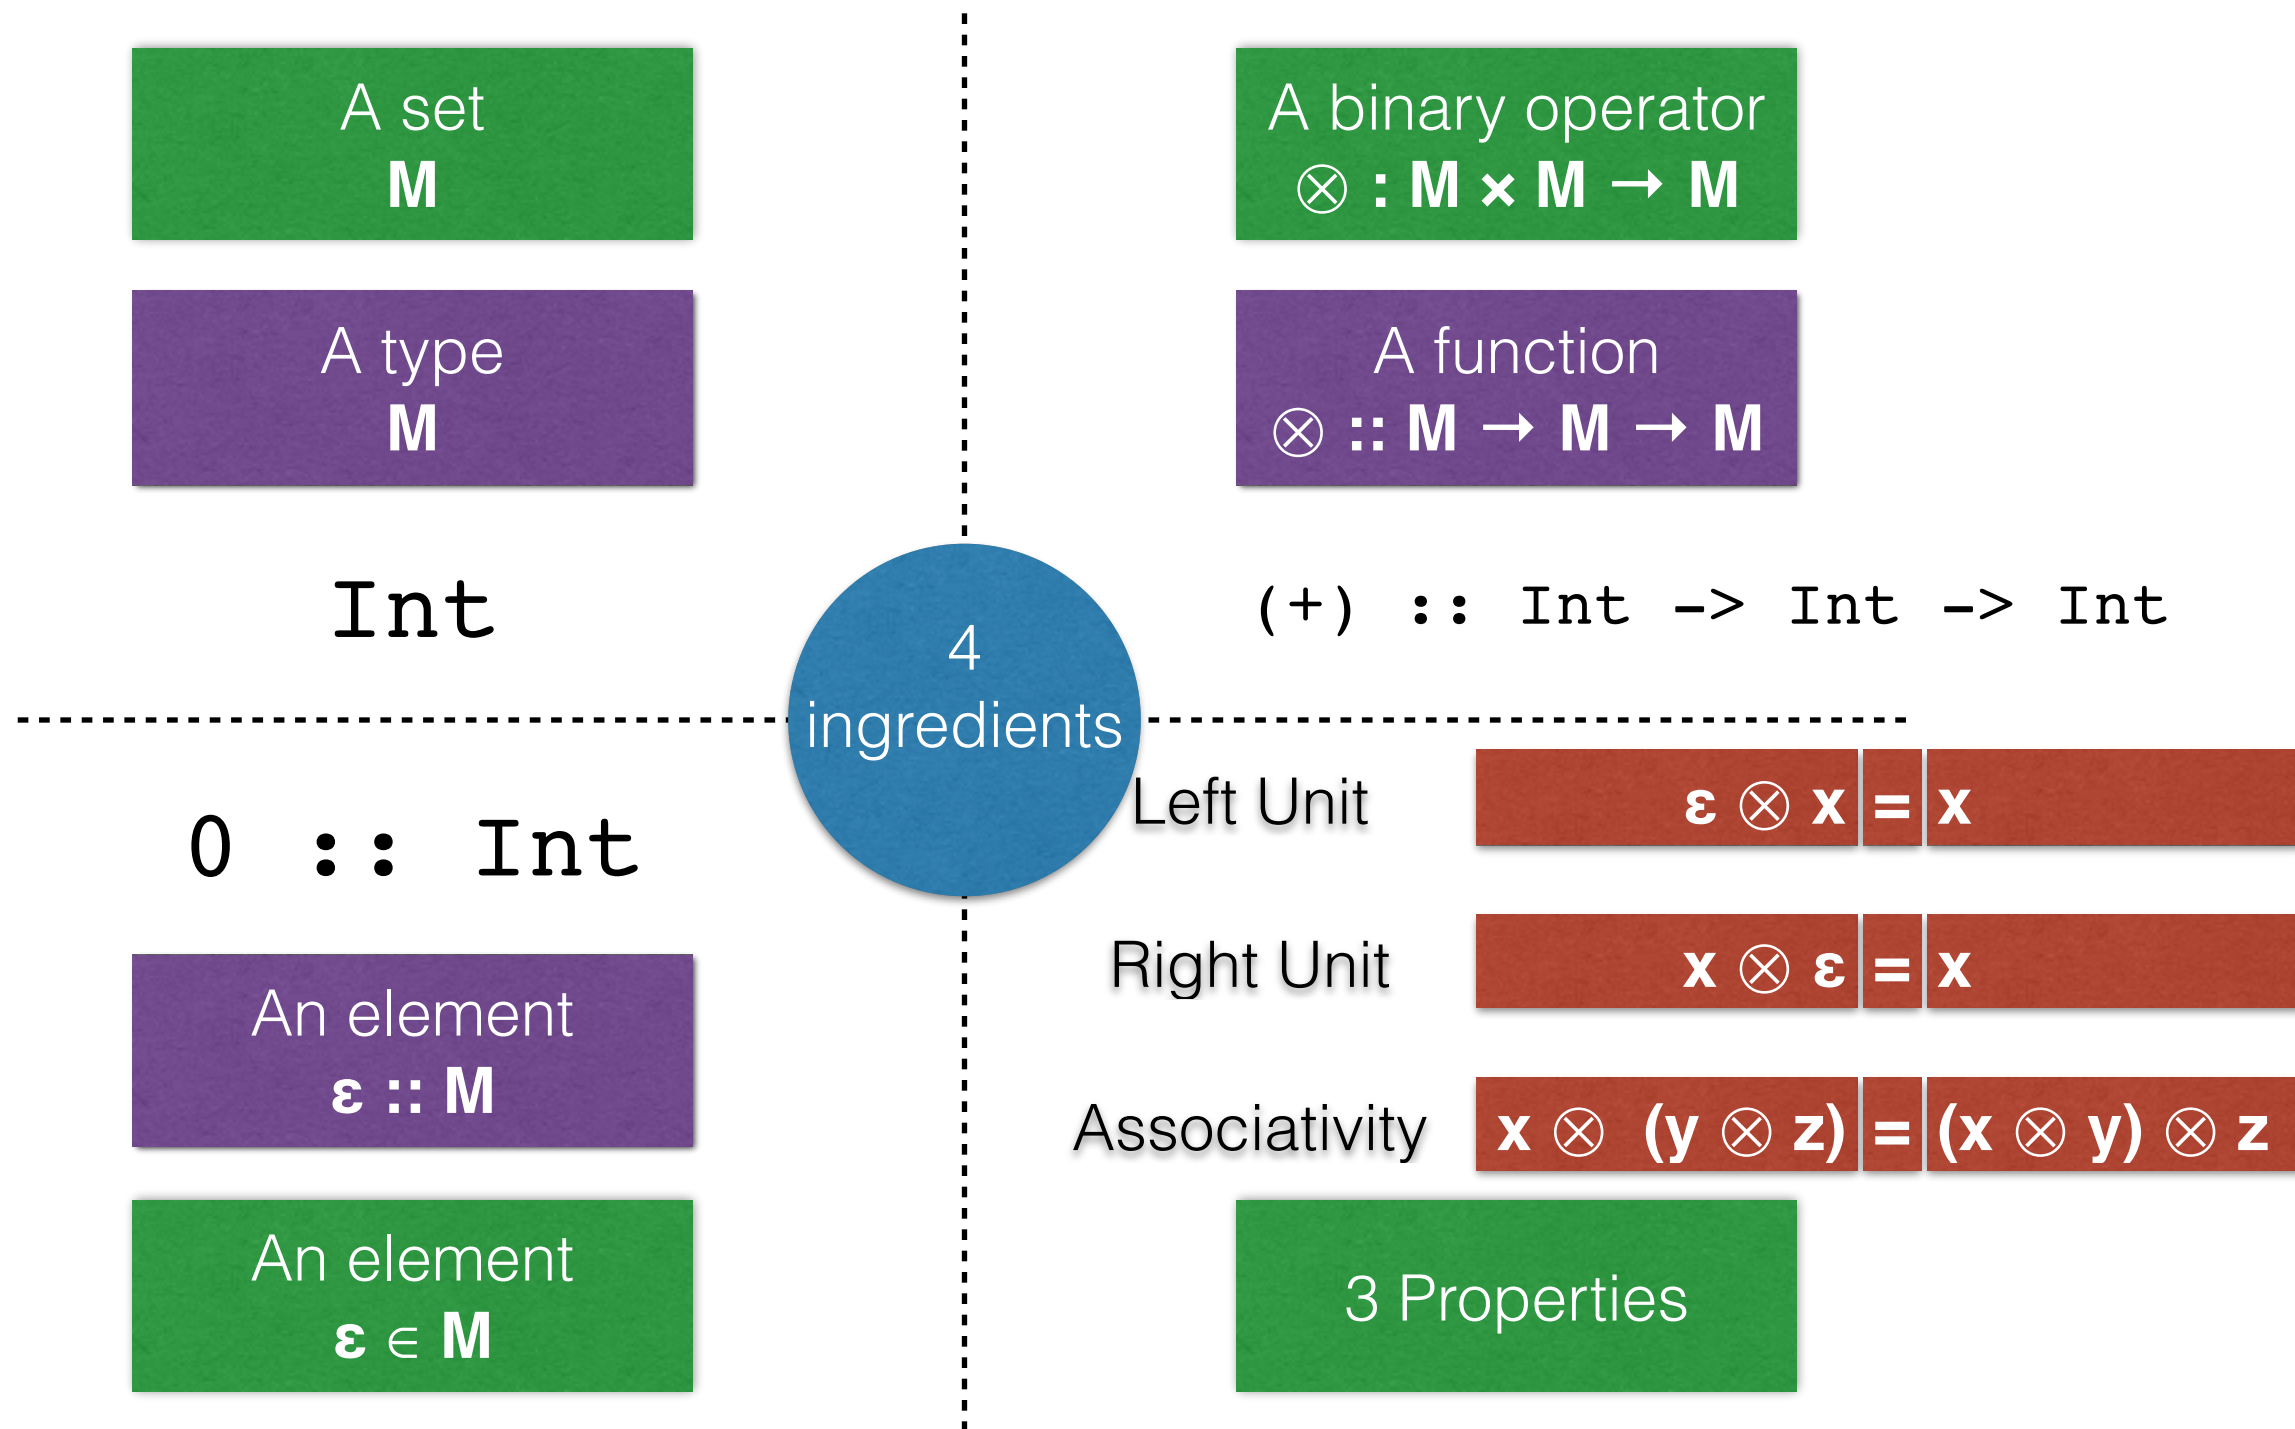 A set
M
A type
M
Int
A binary operator
⊗ : M × M → M
A function
⊗ :: M → M → M
(+) :: Int -> Int -> Int
4
ingredients
0 :: Int
An element
ε :: M
An element
ε ∈ M
Left Unit ε ⊗ x = x
Right Unit x ⊗ ε = x
Associativity x ⊗ (y ⊗ z) = (x ⊗ y) ⊗ z
3 Properties